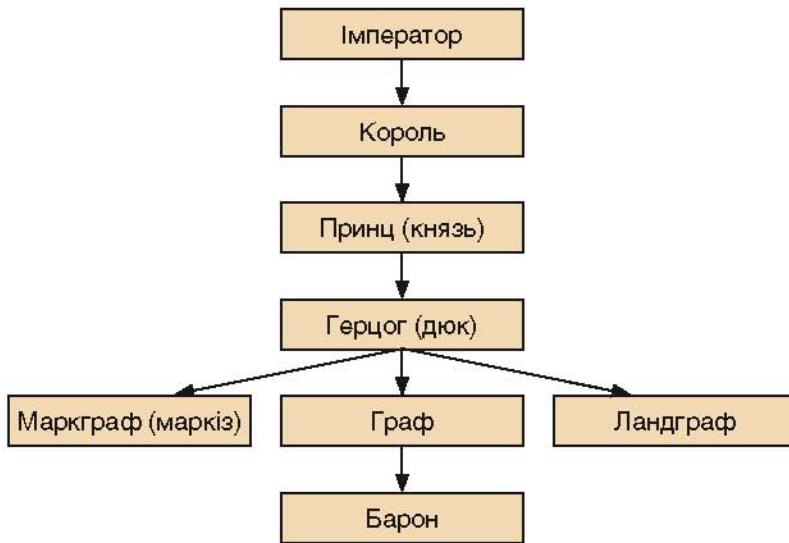 Імператор
Король
Принц (князь)
Герцог (дюк)
Маркграф (маркіз)
Граф
Ландграф
Барон